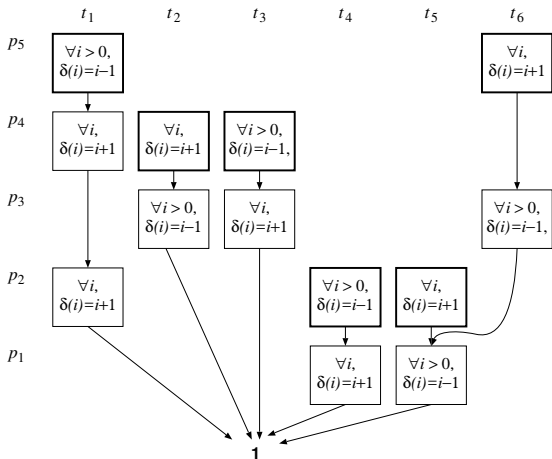 t1 t2 t3 t4 t5 t6
p5
∀i > 0,
δ(i)=i−1
∀i,
δ(i)=i+1
p4
∀i,
δ(i)=i+1
∀i,
δ(i)=i+1
∀i > 0,
δ(i)=i−1,
p3
∀i > 0,
δ(i)=i−1
∀i,
δ(i)=i+1
∀i > 0,
δ(i)=i−1,
p2
∀i,
δ(i)=i+1
∀i > 0,
δ(i)=i−1
∀i,
δ(i)=i+1
p1
∀i,
δ(i)=i+1
∀i > 0,
δ(i)=i−1
1